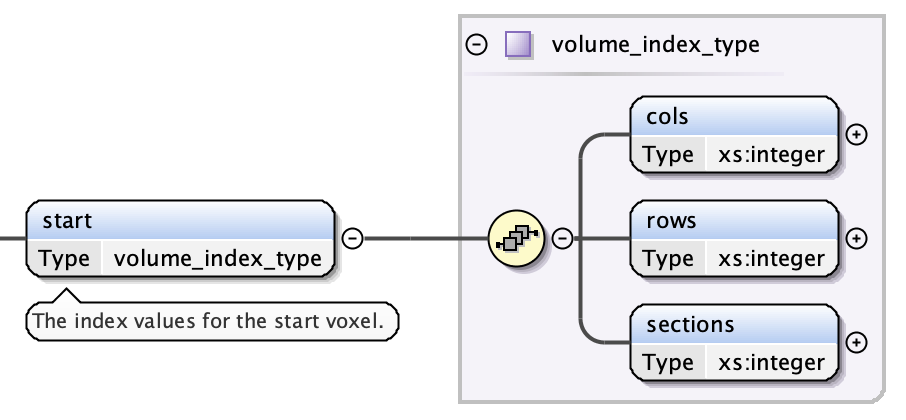 volume_index_type
cols
Type xs:integer
start
Type volume_index_type
The index values for the start voxel.
rows
Type xs:integer
sections
Type xs:integer